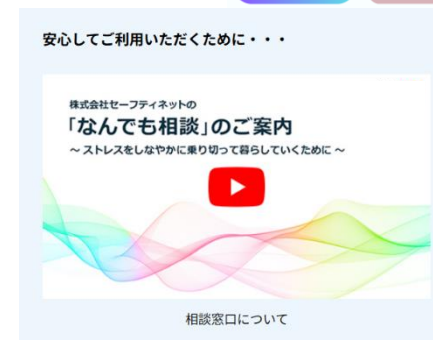 安心してご利用いただくために・・・
株式会社セーフティネットの
「なんでも相談」のご案内
～ ストレスをしなやかに乗り切って暮らしていくために ～
相談窓口について